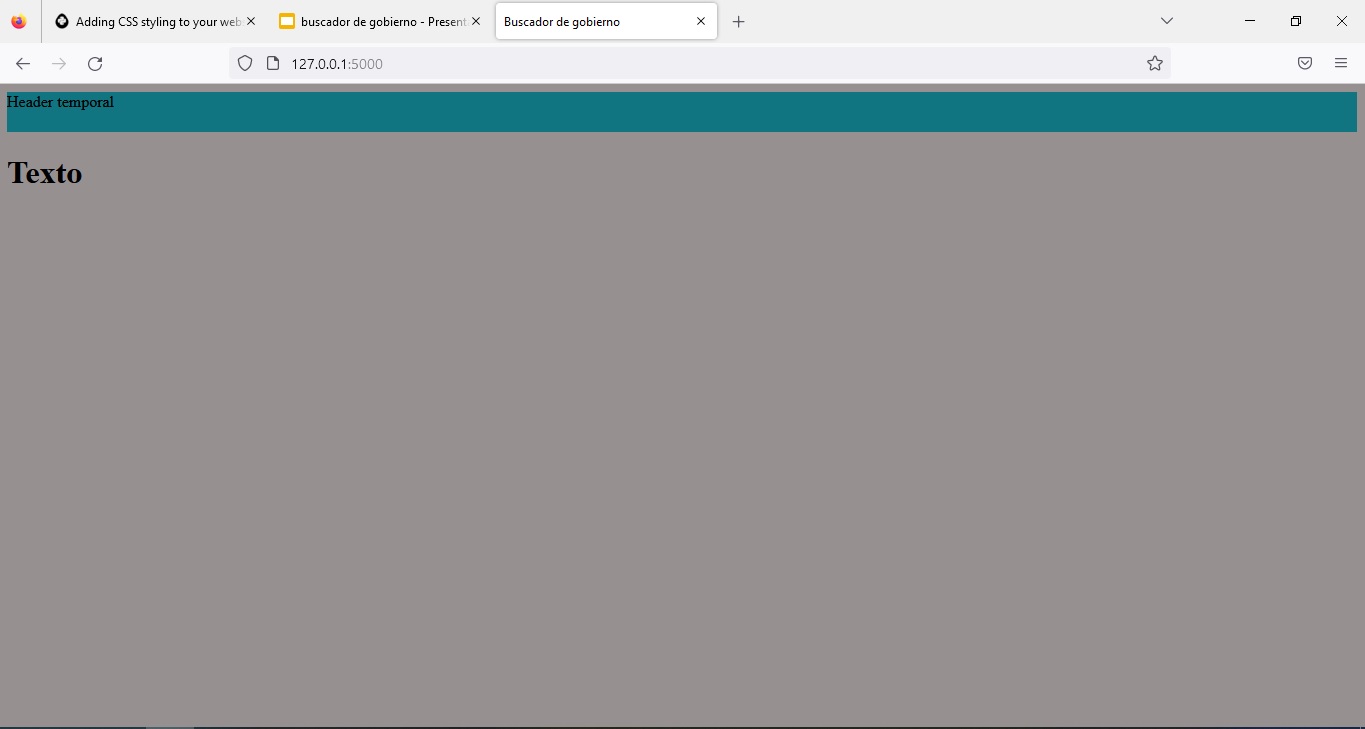 Adding CSS styling to your web
buscador de gobierno - Present
Buscador de gobierno
127.0.0.1:5000
Header temporal
Texto